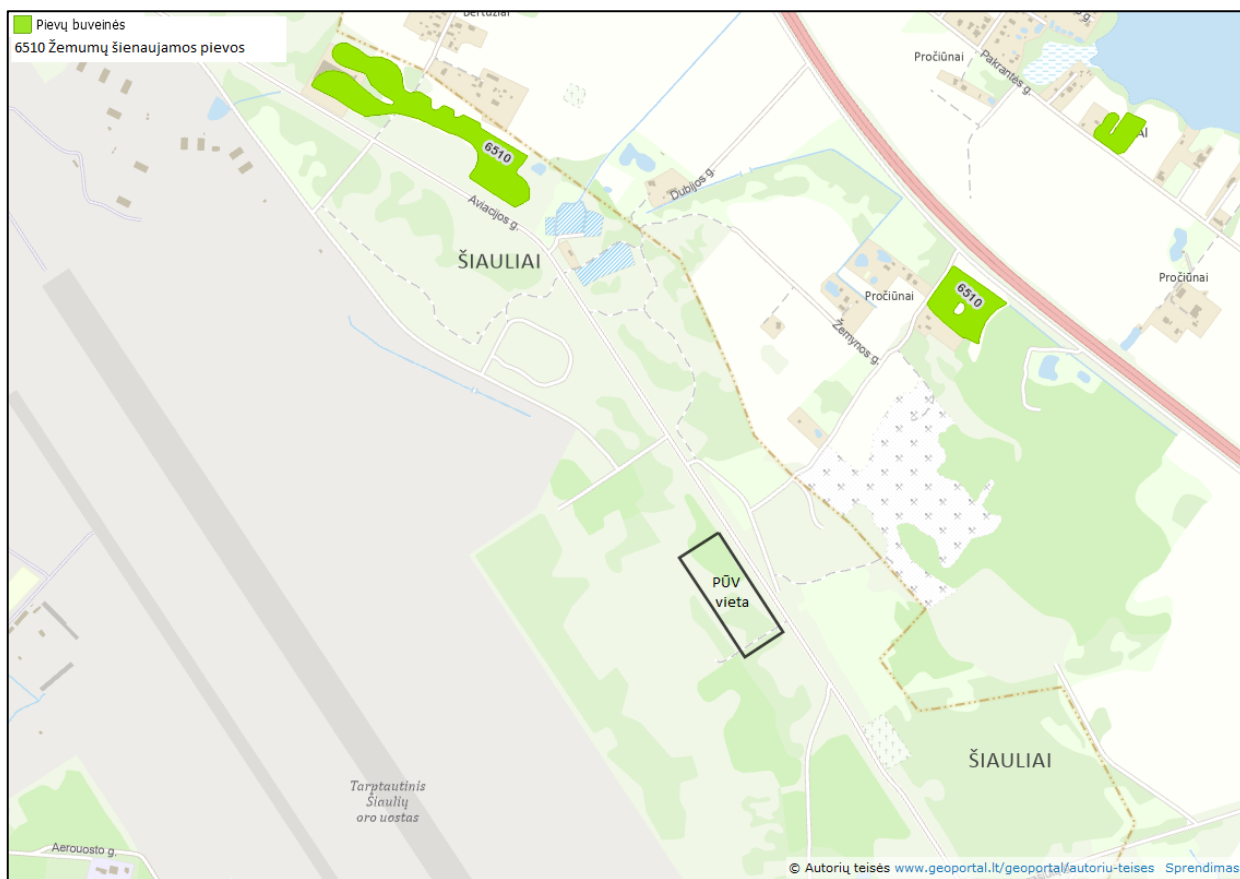 Pievų buveinės
6510 Žemumų šienaujamos pievos
Pročiūnai
Pakrantės g.
Pročiūnai
6510
Dubijos g.
Aviacijos g.
ŠIAULIAI
Pročiūnai
Pročiūnai
6510
Žemynos g.
PŪV
vieta
ŠIAULIAI
Tarptautinis
Šiaulių
oro uostas
Aerouosto g.
© Autorių teisės www.geoportal.lt/geoportal/autoriu-teises Sprendimas